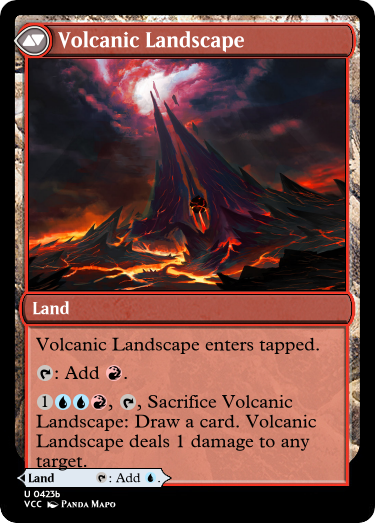 Volcanic Landscape
Land
Volcanic Landscape enters tapped.
: Add .
1, , Sacrifice Volcanic
Landscape: Draw a card. Volcanic
Landscape deals 1 damage to any
target.
Land : Add .
U 0423b
VCC Panda Mapo